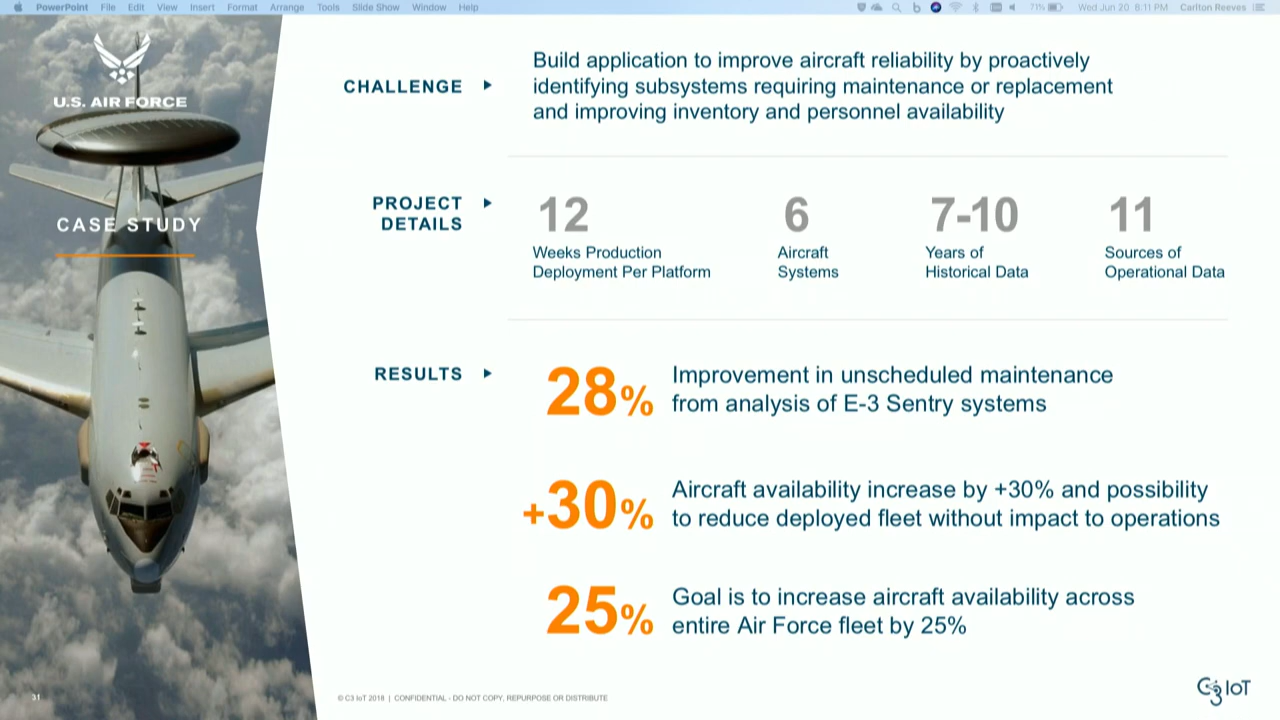 PowerPoint File Edit View Insert Format Arrange Tools Slide Show Window Help 71% Wed Jun 20 8:11 PM Carlton Reeves
U.S. AIR FORCE
CASE STUDY
CHALLENGE
Build application to improve aircraft reliability by proactively
identifying subsystems requiring maintenance or replacement
and improving inventory and personnel availability
PROJECT
DETAILS
12
Weeks Production
Deployment Per Platform
6
Aircraft
Systems
7-10
Years of
Historical Data
11
Sources of
Operational Data
RESULTS
28%
Improvement in unscheduled maintenance
from analysis of E-3 Sentry systems
+30%
Aircraft availability increase by +30% and possibility
to reduce deployed fleet without impact to operations
25%
Goal is to increase aircraft availability across
entire Air Force fleet by 25%
31
© C3 IoT 2018 | CONFIDENTIAL - DO NOT COPY, REPURPOSE OR DISTRIBUTE
C3 IoT